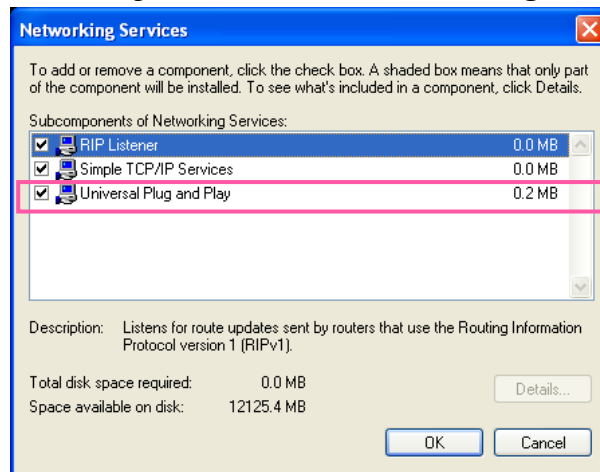 Networking Services
To add or remove a component, click the check box. A shaded box means that only part
of the component will be installed. To see what's included in a component, click Details.
Subcomponents of Networking Services:
RIP Listener 0.0 MB
Simple TCP/IP Services 0.0 MB
Universal Plug and Play 0.2 MB
Description: Listens for route updates sent by routers that use the Routing Information
Protocol version 1 (RIPv1).
Total disk space required: 0.0 MB
Details...
Space available on disk: 12125.4 MB
OK Cancel